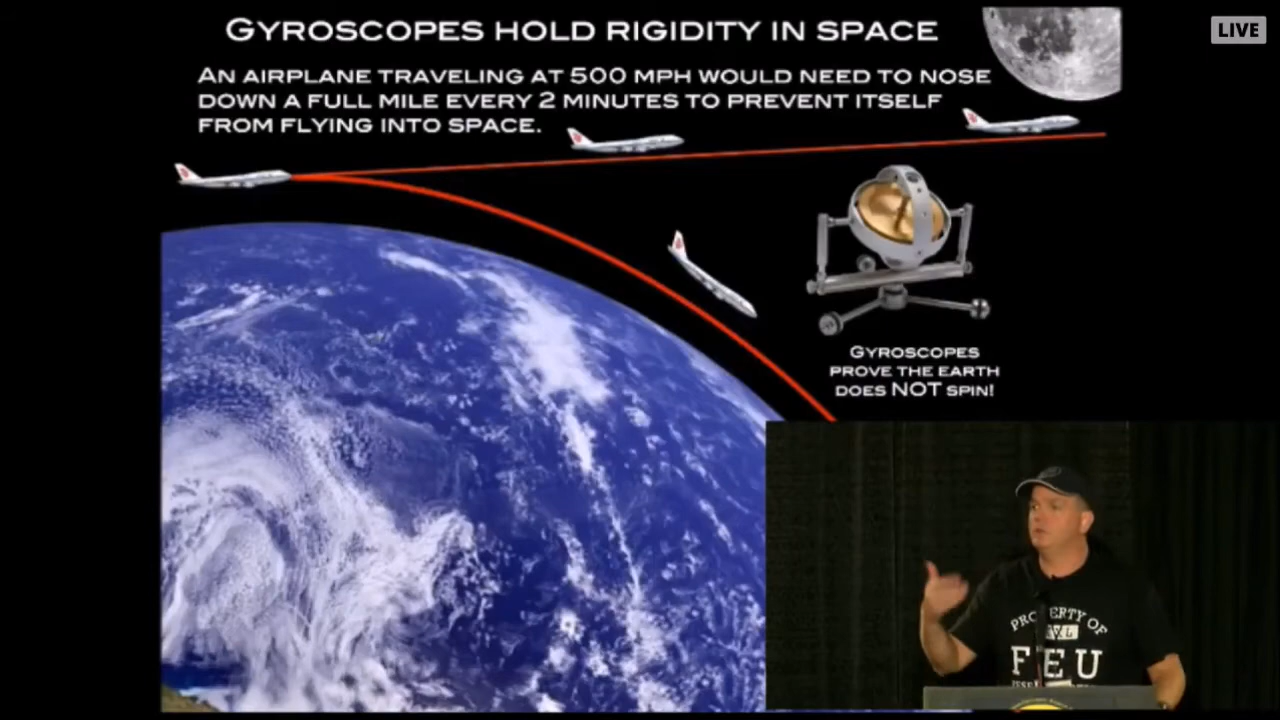 GYROSCOPES HOLD RIGIDITY IN SPACE
LIVE
AN AIRPLANE TRAVELING AT 500 MPH WOULD NEED TO NOSE
DOWN A FULL MILE EVERY 2 MINUTES TO PREVENT ITSELF
FROM FLYING INTO SPACE.
GYROSCOPES
PROVE THE EARTH
DOES NOT SPIN!
PROPERTY OF
FEU